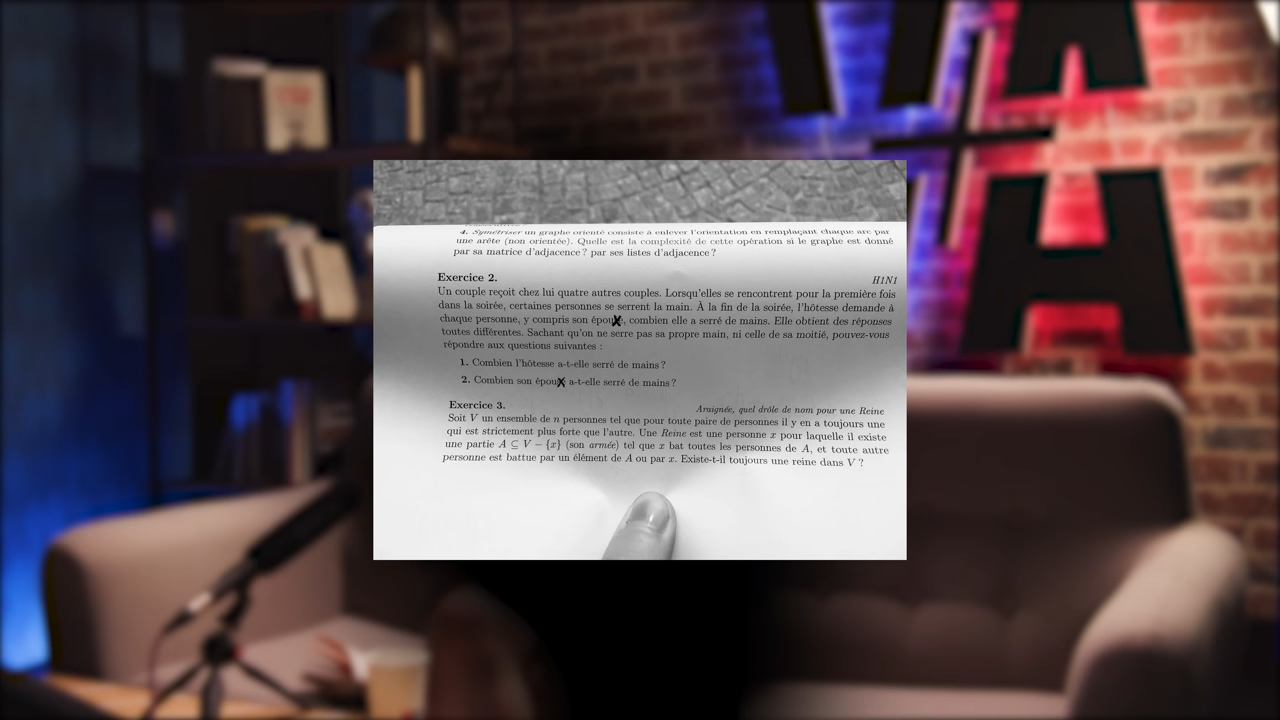 4. Symétriser un graphe orienté consiste à enlever l'orientation en remplaçant chaque arc par
une arête (non orientée). Quelle est la complexité de cette opération si le graphe est donné
par sa matrice d'adjacence ? par ses listes d'adjacence ?
Exercice 2. H1N1
Un couple reçoit chez lui quatre autres couples. Lorsqu'elles se rencontrent pour la première fois
dans la soirée, certaines personnes se serrent la main. À la fin de la soirée, l'hôtesse demande à
chaque personne, y compris son épou, combien elle a serré de mains. Elle obtient des réponses
toutes différentes. Sachant qu'on ne serre pas sa propre main, ni celle de sa moitié, pouvez-vous
répondre aux questions suivantes :
1. Combien l'hôtesse a-t-elle serré de mains ?
2. Combien son épouX a-t-elle serré de mains ?
Exercice 3. Araignée, quel drôle de nom pour une Reine
Soit V un ensemble de n personnes tel que pour toute paire de personnes il y en a toujours une
qui est strictement plus forte que l'autre. Une Reine est une personne x pour laquelle il existe
une partie A ⊆ V − {x} (son armée) tel que x bat toutes les personnes de A, et toute autre
personne est battue par un élément de A ou par x. Existe-t-il toujours une reine dans V ?